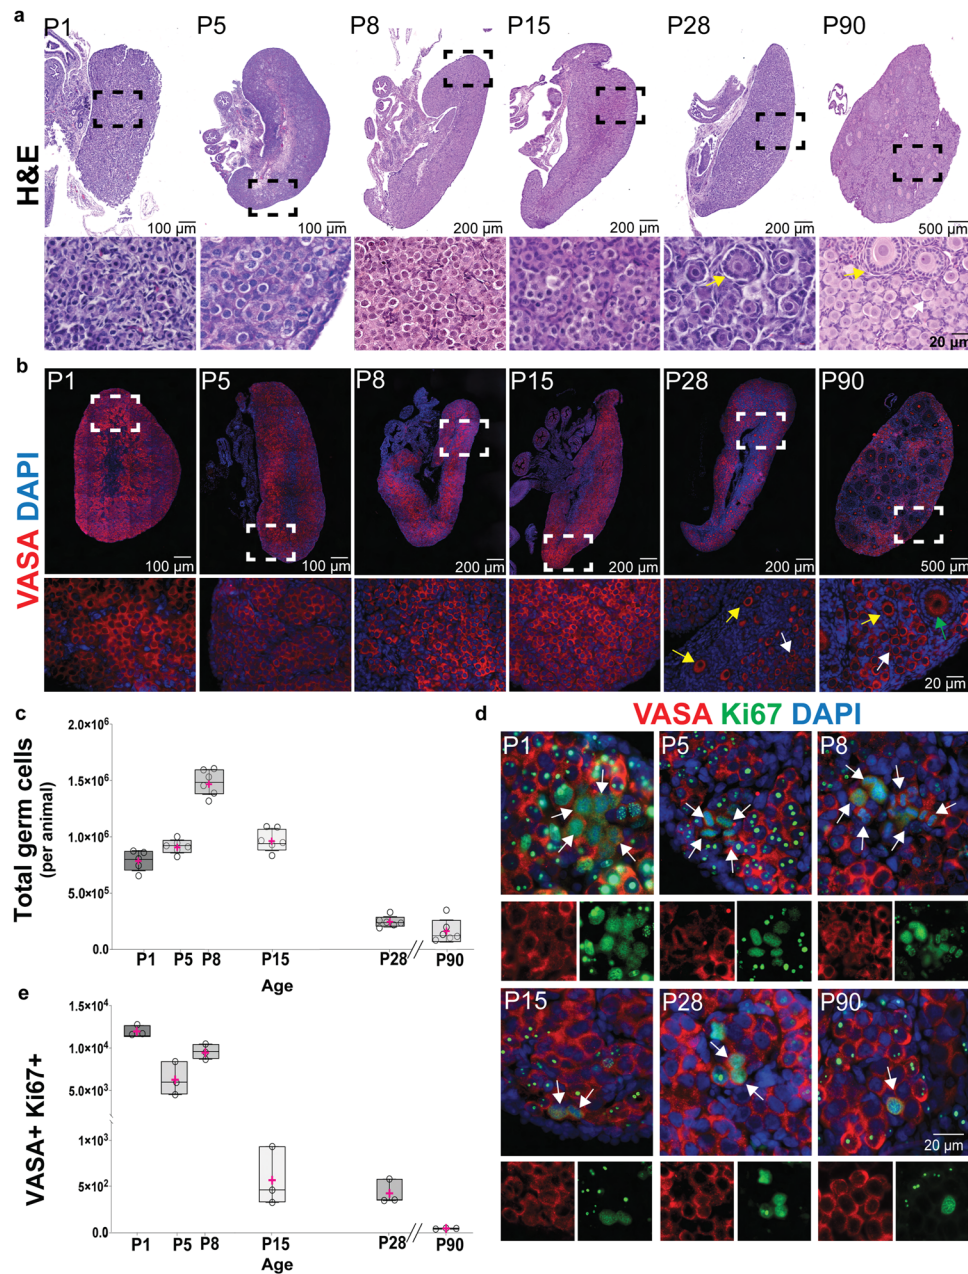 a
P1 P5 P8 P15 P28 P90
H&E
100 µm 100 µm 200 µm 200 µm 200 µm 500 µm
20 µm
b
P1 P5 P8 P15 P28 P90
VASA DAPI
100 µm 100 µm 200 µm 200 µm 200 µm 500 µm
20 µm
c
Total germ cells
(per animal)
2.0×10⁶
1.5×10⁶
1.0×10⁶
5.0×10⁵
0.0
P1 P5 P8 P15 P28 P90
Age
d
VASA Ki67 DAPI
P1 P5 P8
P15 P28 P90
20 µm
e
VASA+ Ki67+
1.5×10⁴
1.0×10⁴
5.0×10³
1×10³
5×10²
0.0
P1 P5 P8 P15 P28 P90
Age